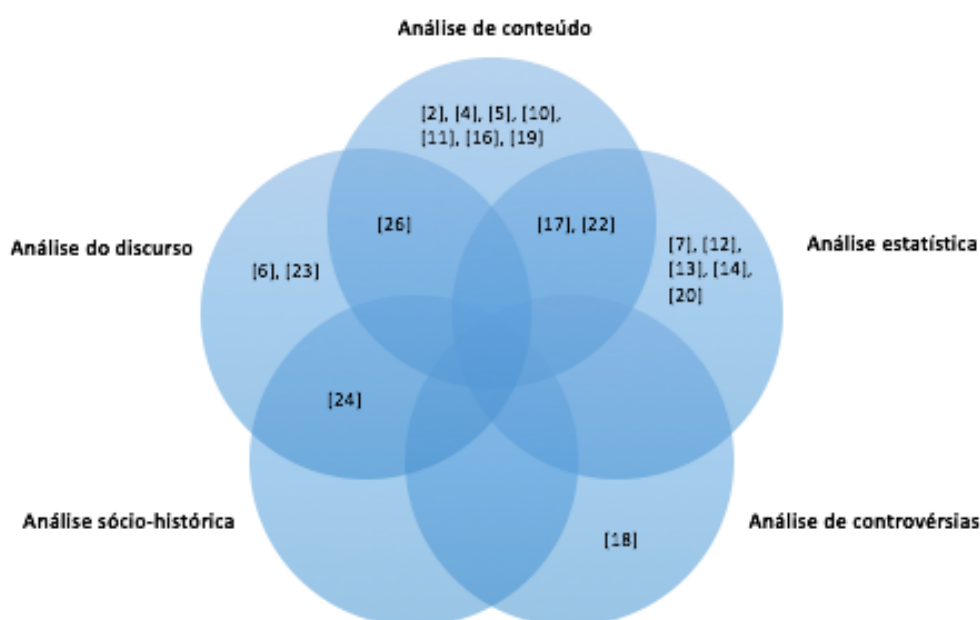 Análise de conteúdo
[2], [4], [5], [10],
[11], [16], [19]
[26]
[17], [22]
Análise do discurso
[6], [23]
[7], [12],
[13], [14],
[20]
Análise estatística
[24]
Análise sócio-histórica
Análise de controvérsias
[18]